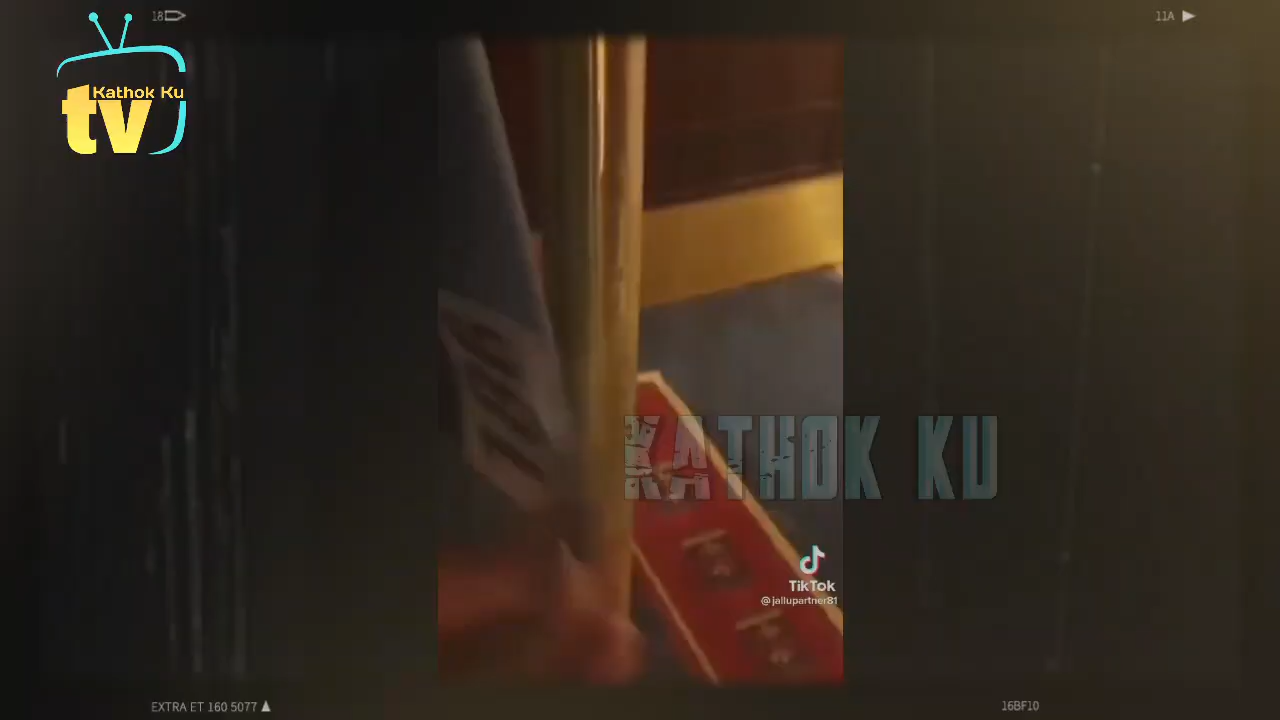 18
11A
Kathok Ku
tv
KATHOK KU
TikTok
@jallupartner81
EXTRA ET 160 5077
16BF10